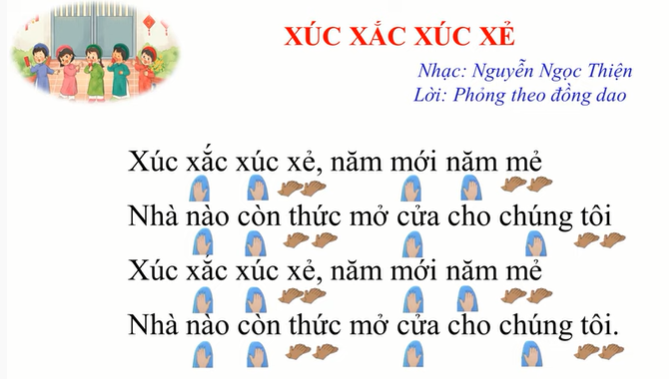 XÚC XẮC XÚC XẺ
Nhạc: Nguyễn Ngọc Thiện
Lời: Phỏng theo đồng dao
Xúc xắc xúc xẻ, năm mới năm mẻ
Nhà nào còn thức mở cửa cho chúng tôi
Xúc xắc xúc xẻ, năm mới năm mẻ
Nhà nào còn thức mở cửa cho chúng tôi.